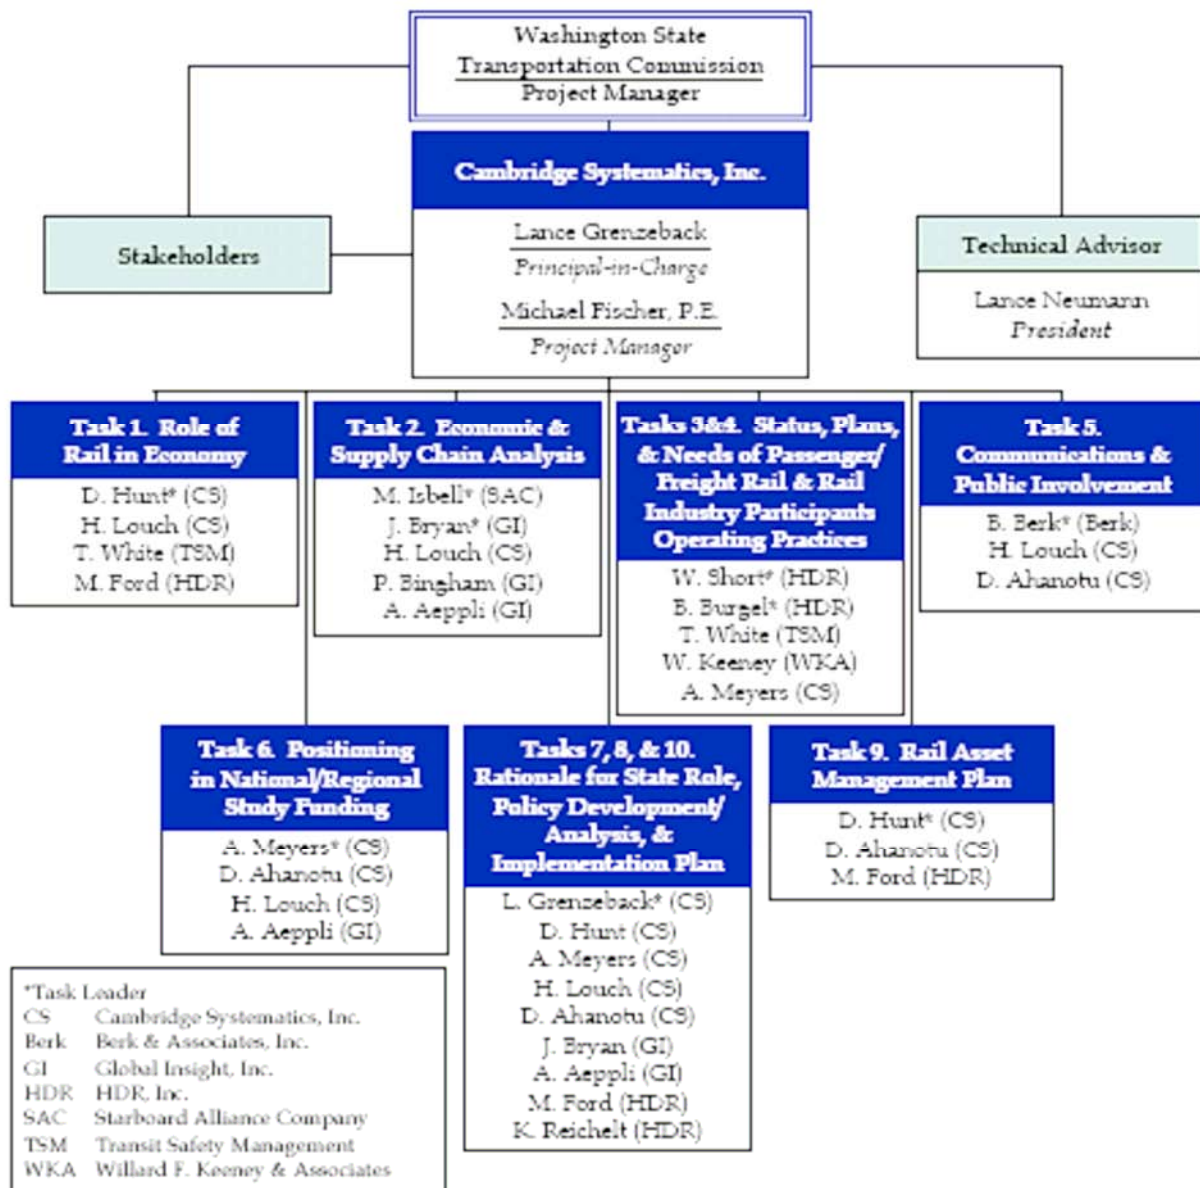 Washington State
Transportation Commission
Project Manager
Cambridge Systematics, Inc.
Lance Grenzeback
Principal-in-Charge
Michael Fischer, P.E.
Project Manager
Stakeholders
Technical Advisor
Lance Neumann
President
Task 1. Role of
Rail in Economy
D. Hunt* (CS)
H. Louch (CS)
T. White (TSM)
M. Ford (HDR)
Task 2. Economic &
Supply Chain Analysis
M. Isbell* (SAC)
J. Bryan* (GI)
H. Louch (CS)
P. Bingham (GI)
A. Aeppli (GI)
Tasks 3&4. Status, Plans,
& Needs of Passenger/
Freight Rail & Rail
Industry Participants
Operating Practices
W. Short* (HDR)
B. Burgel* (HDR)
T. White (TSM)
W. Keeney (WKA)
A. Meyers (CS)
Task 5.
Communications &
Public Involvement
B. Berk* (Berk)
H. Louch (CS)
D. Ahanotu (CS)
Task 6. Positioning
in National/Regional
Study Funding
A. Meyers* (CS)
D. Ahanotu (CS)
H. Louch (CS)
A. Aeppli (GI)
Tasks 7, 8, & 10.
Rationale for State Role,
Policy Development/
Analysis, &
Implementation Plan
L. Grenzeback* (CS)
D. Hunt (CS)
A. Meyers (CS)
H. Louch (CS)
D. Ahanotu (CS)
J. Bryan (GI)
A. Aeppli (GI)
M. Ford (HDR)
K. Reichelt (HDR)
Task 9. Rail Asset
Management Plan
D. Hunt* (CS)
D. Ahanotu (CS)
M. Ford (HDR)
*Task Leader
CS Cambridge Systematics, Inc.
Berk Berk & Associates, Inc.
GI Global Insight, Inc.
HDR HDR, Inc.
SAC Starboard Alliance Company
TSM Transit Safety Management
WKA Willard F. Keeney & Associates